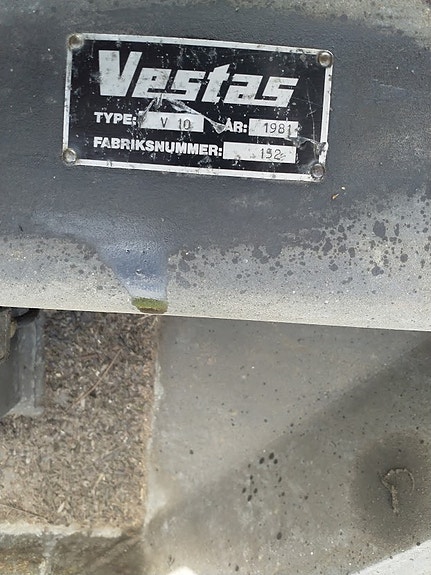 Vestas
TYPE: V 10 ÅR: 1981
FABRIKSNUMMER: 132